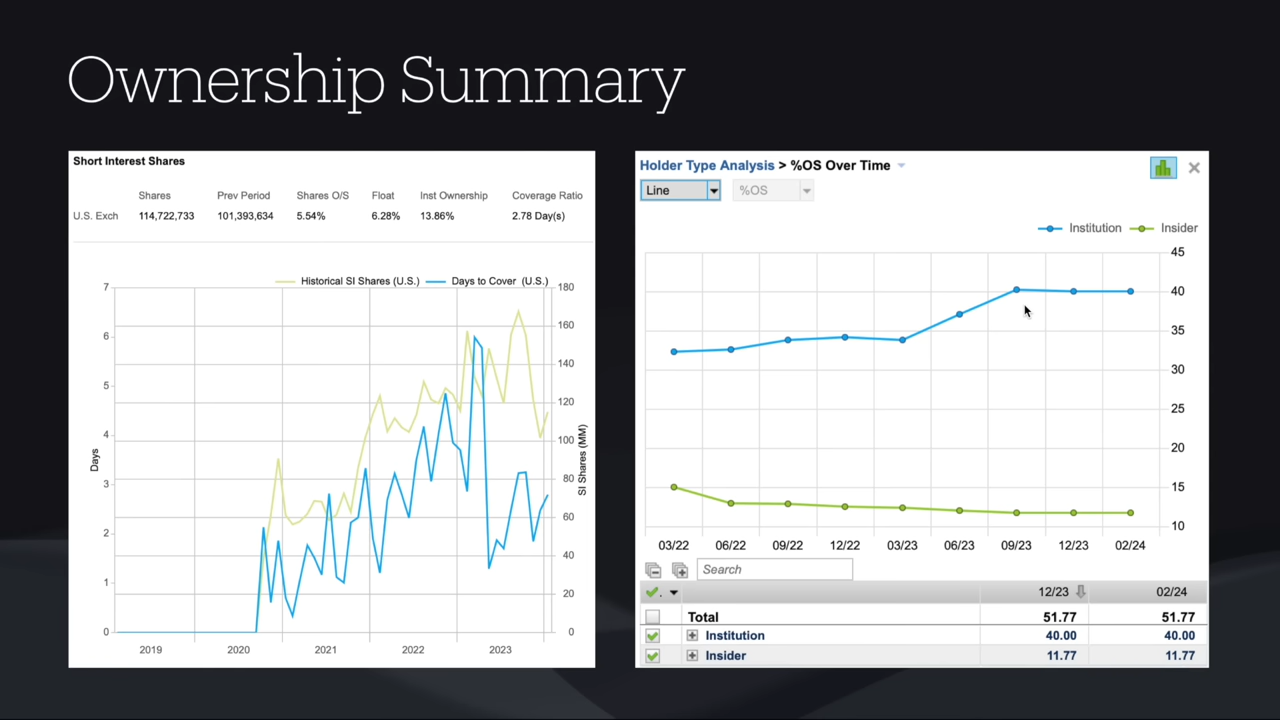 Ownership Summary
Short Interest Shares
Shares Prev Period Shares O/S Float Inst Ownership Coverage Ratio
U.S. Exch 114,722,733 101,393,634 5.54% 6.28% 13.86% 2.78 Day(s)
Historical SI Shares (U.S.) Days to Cover (U.S.)
7 180
160
6
140
5
120
4
100
Days
SI Shares (MM)
3
80
60
2
40
1
20
0 0
2019 2020 2021 2022 2023
Holder Type Analysis > %OS Over Time
Line %OS
Institution Insider
45
40
35
30
25
20
15
10
03/22 06/22 09/22 12/22 03/23 06/23 09/23 12/23 02/24
Search
12/23 02/24
Total 51.77 51.77
Institution 40.00 40.00
Insider 11.77 11.77